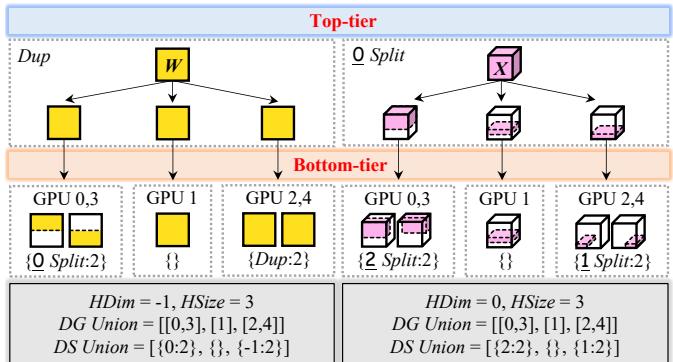 Top-tier
Dup
W
0 Split
X
Bottom-tier
GPU 0,3
GPU 1
GPU 2,4
GPU 0,3
GPU 1
GPU 2,4
{0 Split:2}
{}
{Dup:2}
{2 Split:2}
{}
{1 Split:2}
HDim = -1, HSize = 3
DG Union = [[0,3], [1], [2,4]]
DS Union = [{0:2}, {}, {-1:2}]
HDim = 0, HSize = 3
DG Union = [[0,3], [1], [2,4]]
DS Union = [{2:2}, {}, {1:2}]